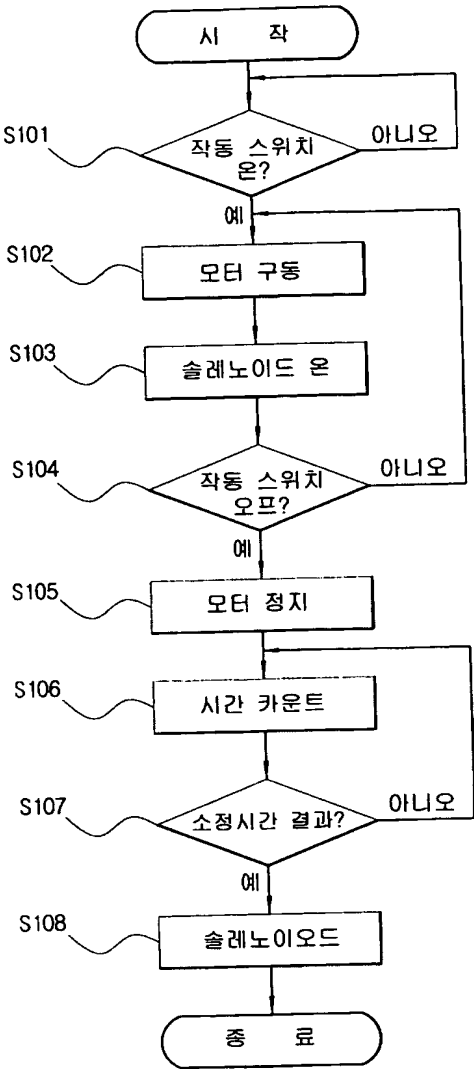 시 작
S101
작동 스위치
온?
아니오
예
S102
모터 구동
S103
솔레노이드 온
S104
작동 스위치
오프?
아니오
예
S105
모터 정지
S106
시간 카운트
S107
소정시간 결과?
아니오
예
S108
솔레노이오드
종 료